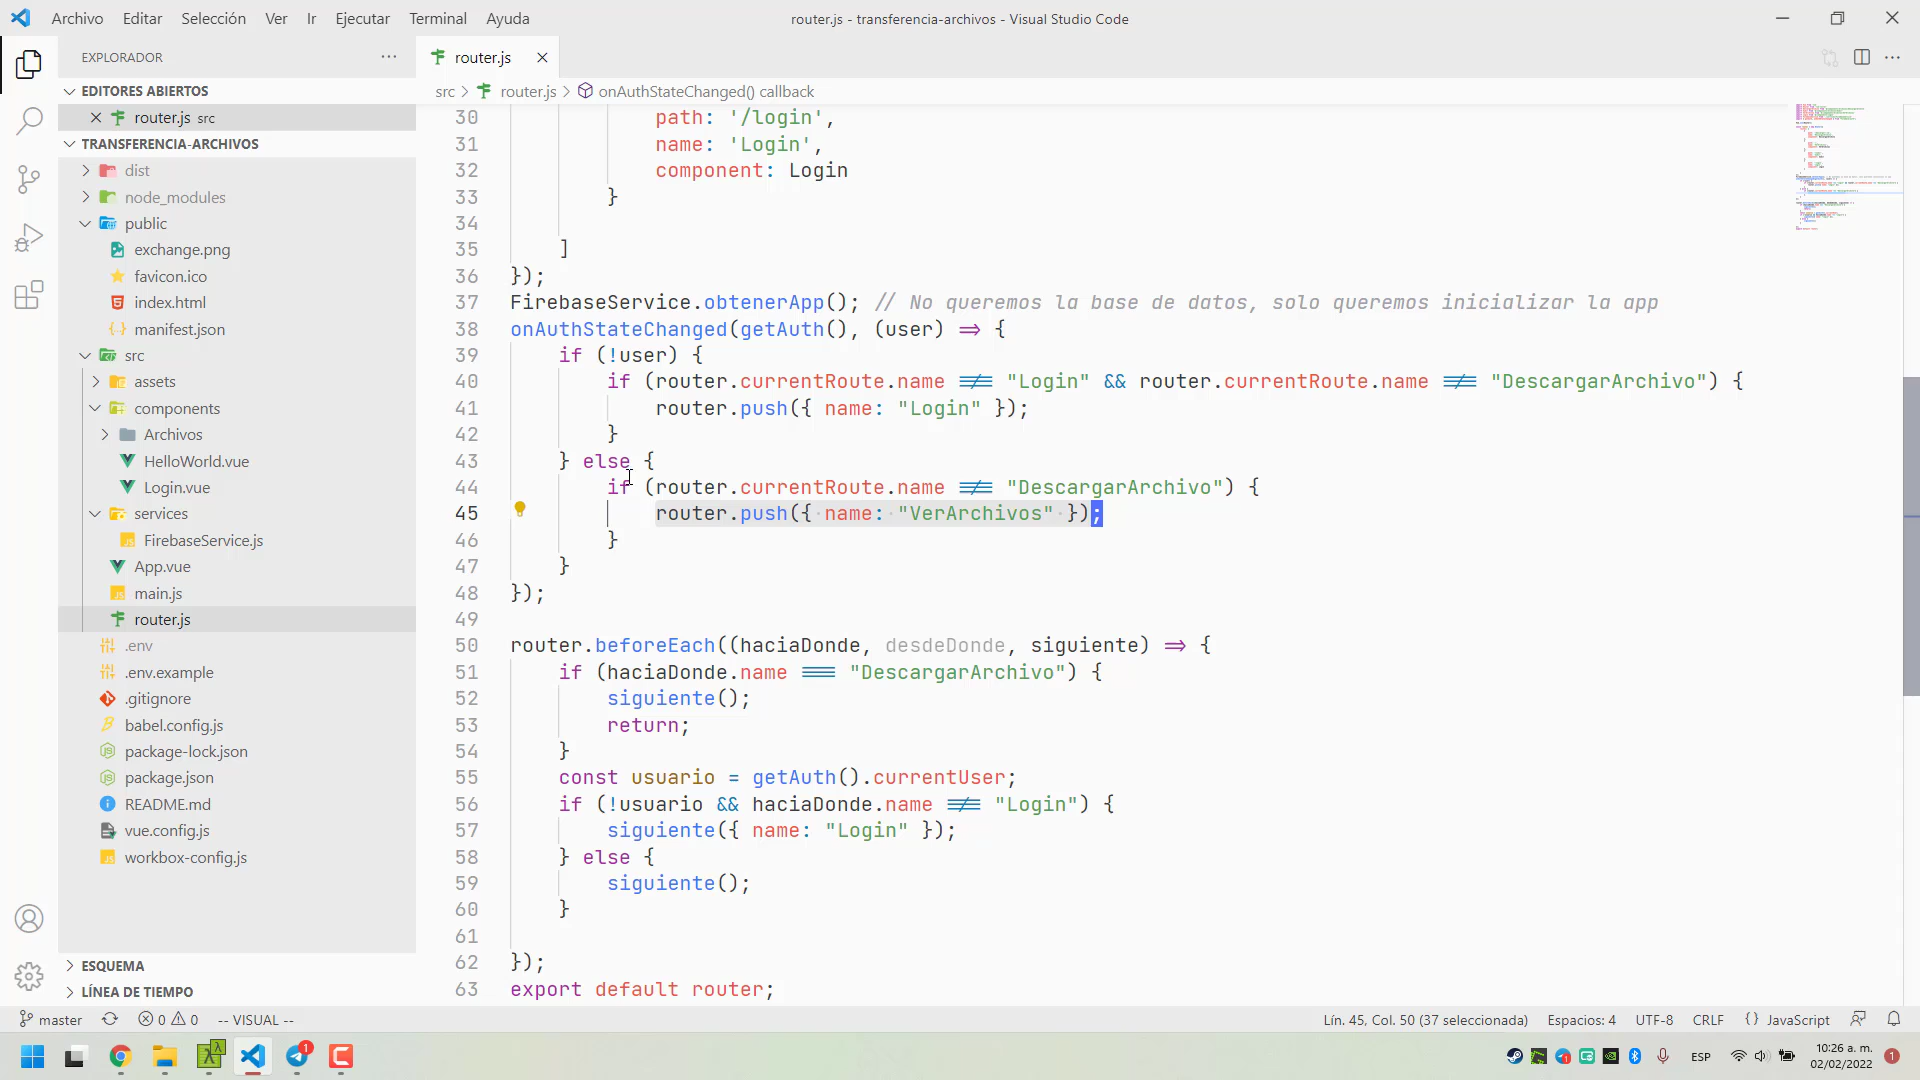 Archivo Editar Selección Ver Ir Ejecutar Terminal Ayuda
router.js - transferencia-archivos - Visual Studio Code
EXPLORADOR
EDITORES ABIERTOS
router.js src
TRANSFERENCIA-ARCHIVOS
dist
node_modules
public
exchange.png
favicon.ico
index.html
manifest.json
src
assets
components
Archivos
HelloWorld.vue
Login.vue
services
FirebaseService.js
App.vue
main.js
router.js
.env
.env.example
.gitignore
babel.config.js
package-lock.json
package.json
README.md
vue.config.js
workbox-config.js
ESQUEMA
LÍNEA DE TIEMPO
router.js
src > router.js > onAuthStateChanged() callback
30 path: '/login',
31 name: 'Login',
32 component: Login
33 }
34
35 ]
36 });
37 FirebaseService.obtenerApp(); // No queremos la base de datos, solo queremos inicializar la app
38 onAuthStateChanged(getAuth(), (user) => {
39 if (!user) {
40 if (router.currentRoute.name !== "Login" && router.currentRoute.name !== "DescargarArchivo") {
41 router.push({ name: "Login" });
42 }
43 } else {
44 if (router.currentRoute.name !== "DescargarArchivo") {
45 router.push({ name: "VerArchivos" });
46 }
47 }
48 });
49
50 router.beforeEach((haciaDonde, desdeDonde, siguiente) => {
51 if (haciaDonde.name === "DescargarArchivo") {
52 siguiente();
53 return;
54 }
55 const usuario = getAuth().currentUser;
56 if (!usuario && haciaDonde.name !== "Login") {
57 siguiente({ name: "Login" });
58 } else {
59 siguiente();
60 }
61
62 });
63 export default router;
master 0 0 -- VISUAL --
Lín. 45, Col. 50 (37 seleccionada) Espacios: 4 UTF-8 CRLF {} JavaScript
1
ESP
10:26 a. m.
02/02/2022
1